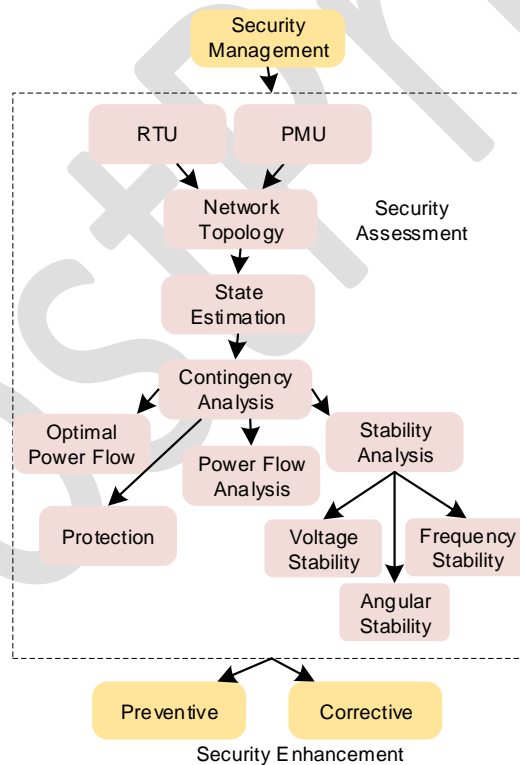 Security
Management
RTU
PMU
Network
Topology
Security
Assessment
State
Estimation
Contingency
Analysis
Optimal
Power Flow
Power Flow
Analysis
Stability
Analysis
Protection
Voltage
Stability
Frequency
Stability
Angular
Stability
Preventive
Corrective
Security Enhancement